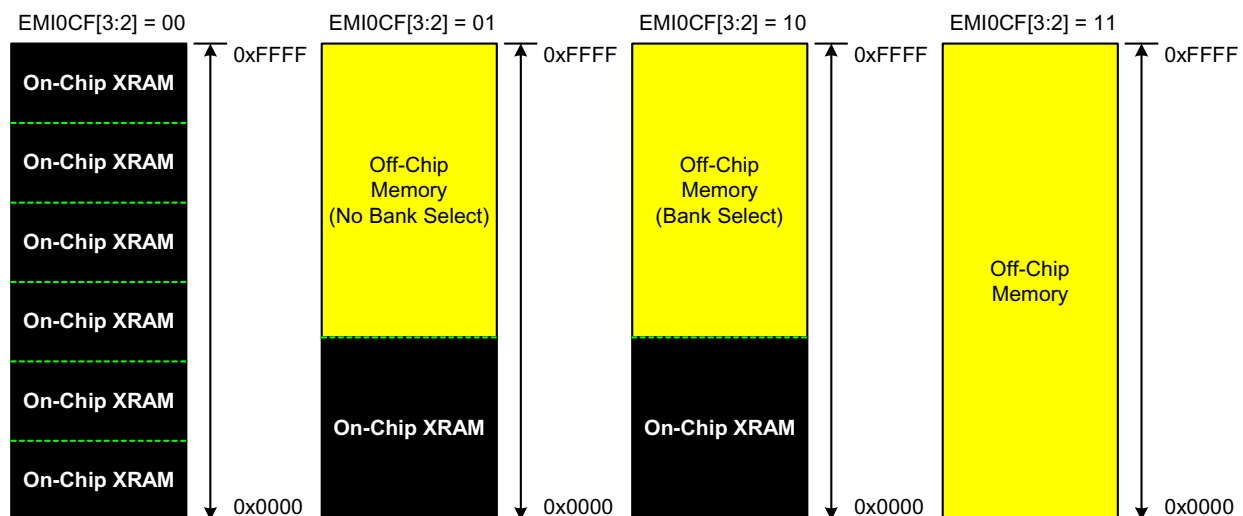 EMI0CF[3:2] = 00
EMI0CF[3:2] = 01
EMI0CF[3:2] = 10
EMI0CF[3:2] = 11
On-Chip XRAM
On-Chip XRAM
On-Chip XRAM
On-Chip XRAM
On-Chip XRAM
On-Chip XRAM
0xFFFF
0x0000
Off-Chip
Memory
(No Bank Select)
On-Chip XRAM
0xFFFF
0x0000
Off-Chip
Memory
(Bank Select)
On-Chip XRAM
0xFFFF
0x0000
Off-Chip
Memory
0xFFFF
0x0000